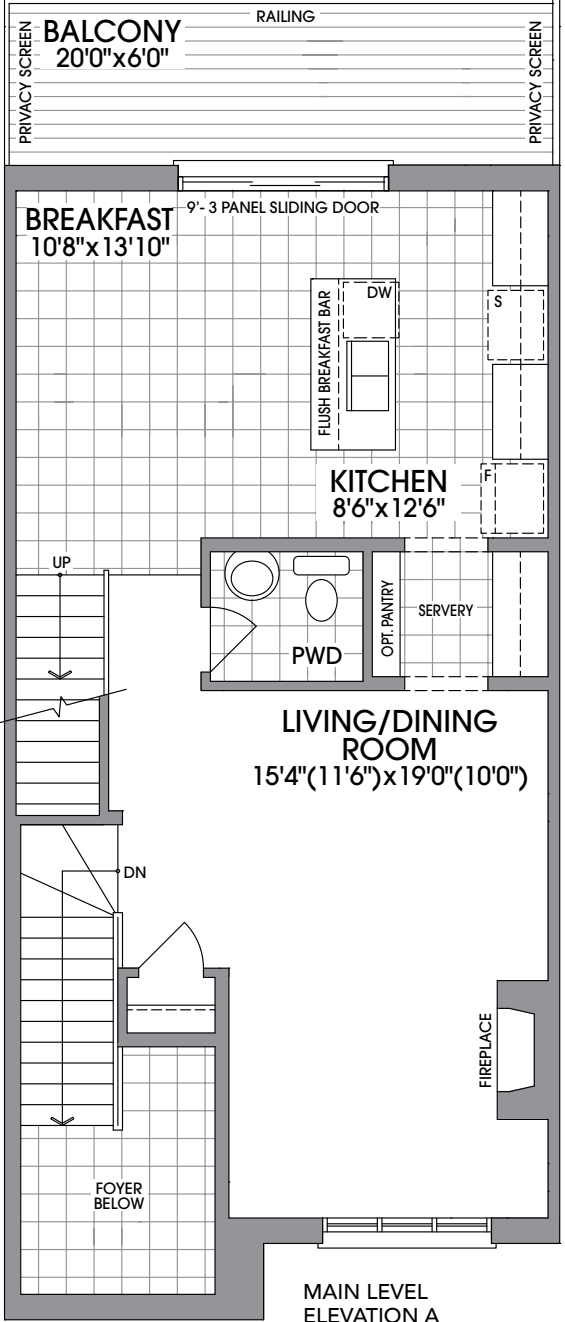 RAILING
BALCONY
20'0"x6'0"
PRIVACY SCREEN
PRIVACY SCREEN
9'- 3 PANEL SLIDING DOOR
BREAKFAST
10'8"x13'10"
DW
S
FLUSH BREAKFAST BAR
KITCHEN
8'6"x12'6"
F
UP
OPT. PANTRY
SERVERY
PWD
LIVING/DINING
ROOM
15'4"(11'6")x19'0"(10'0")
DN
FIREPLACE
FOYER
BELOW
MAIN LEVEL
ELEVATION A